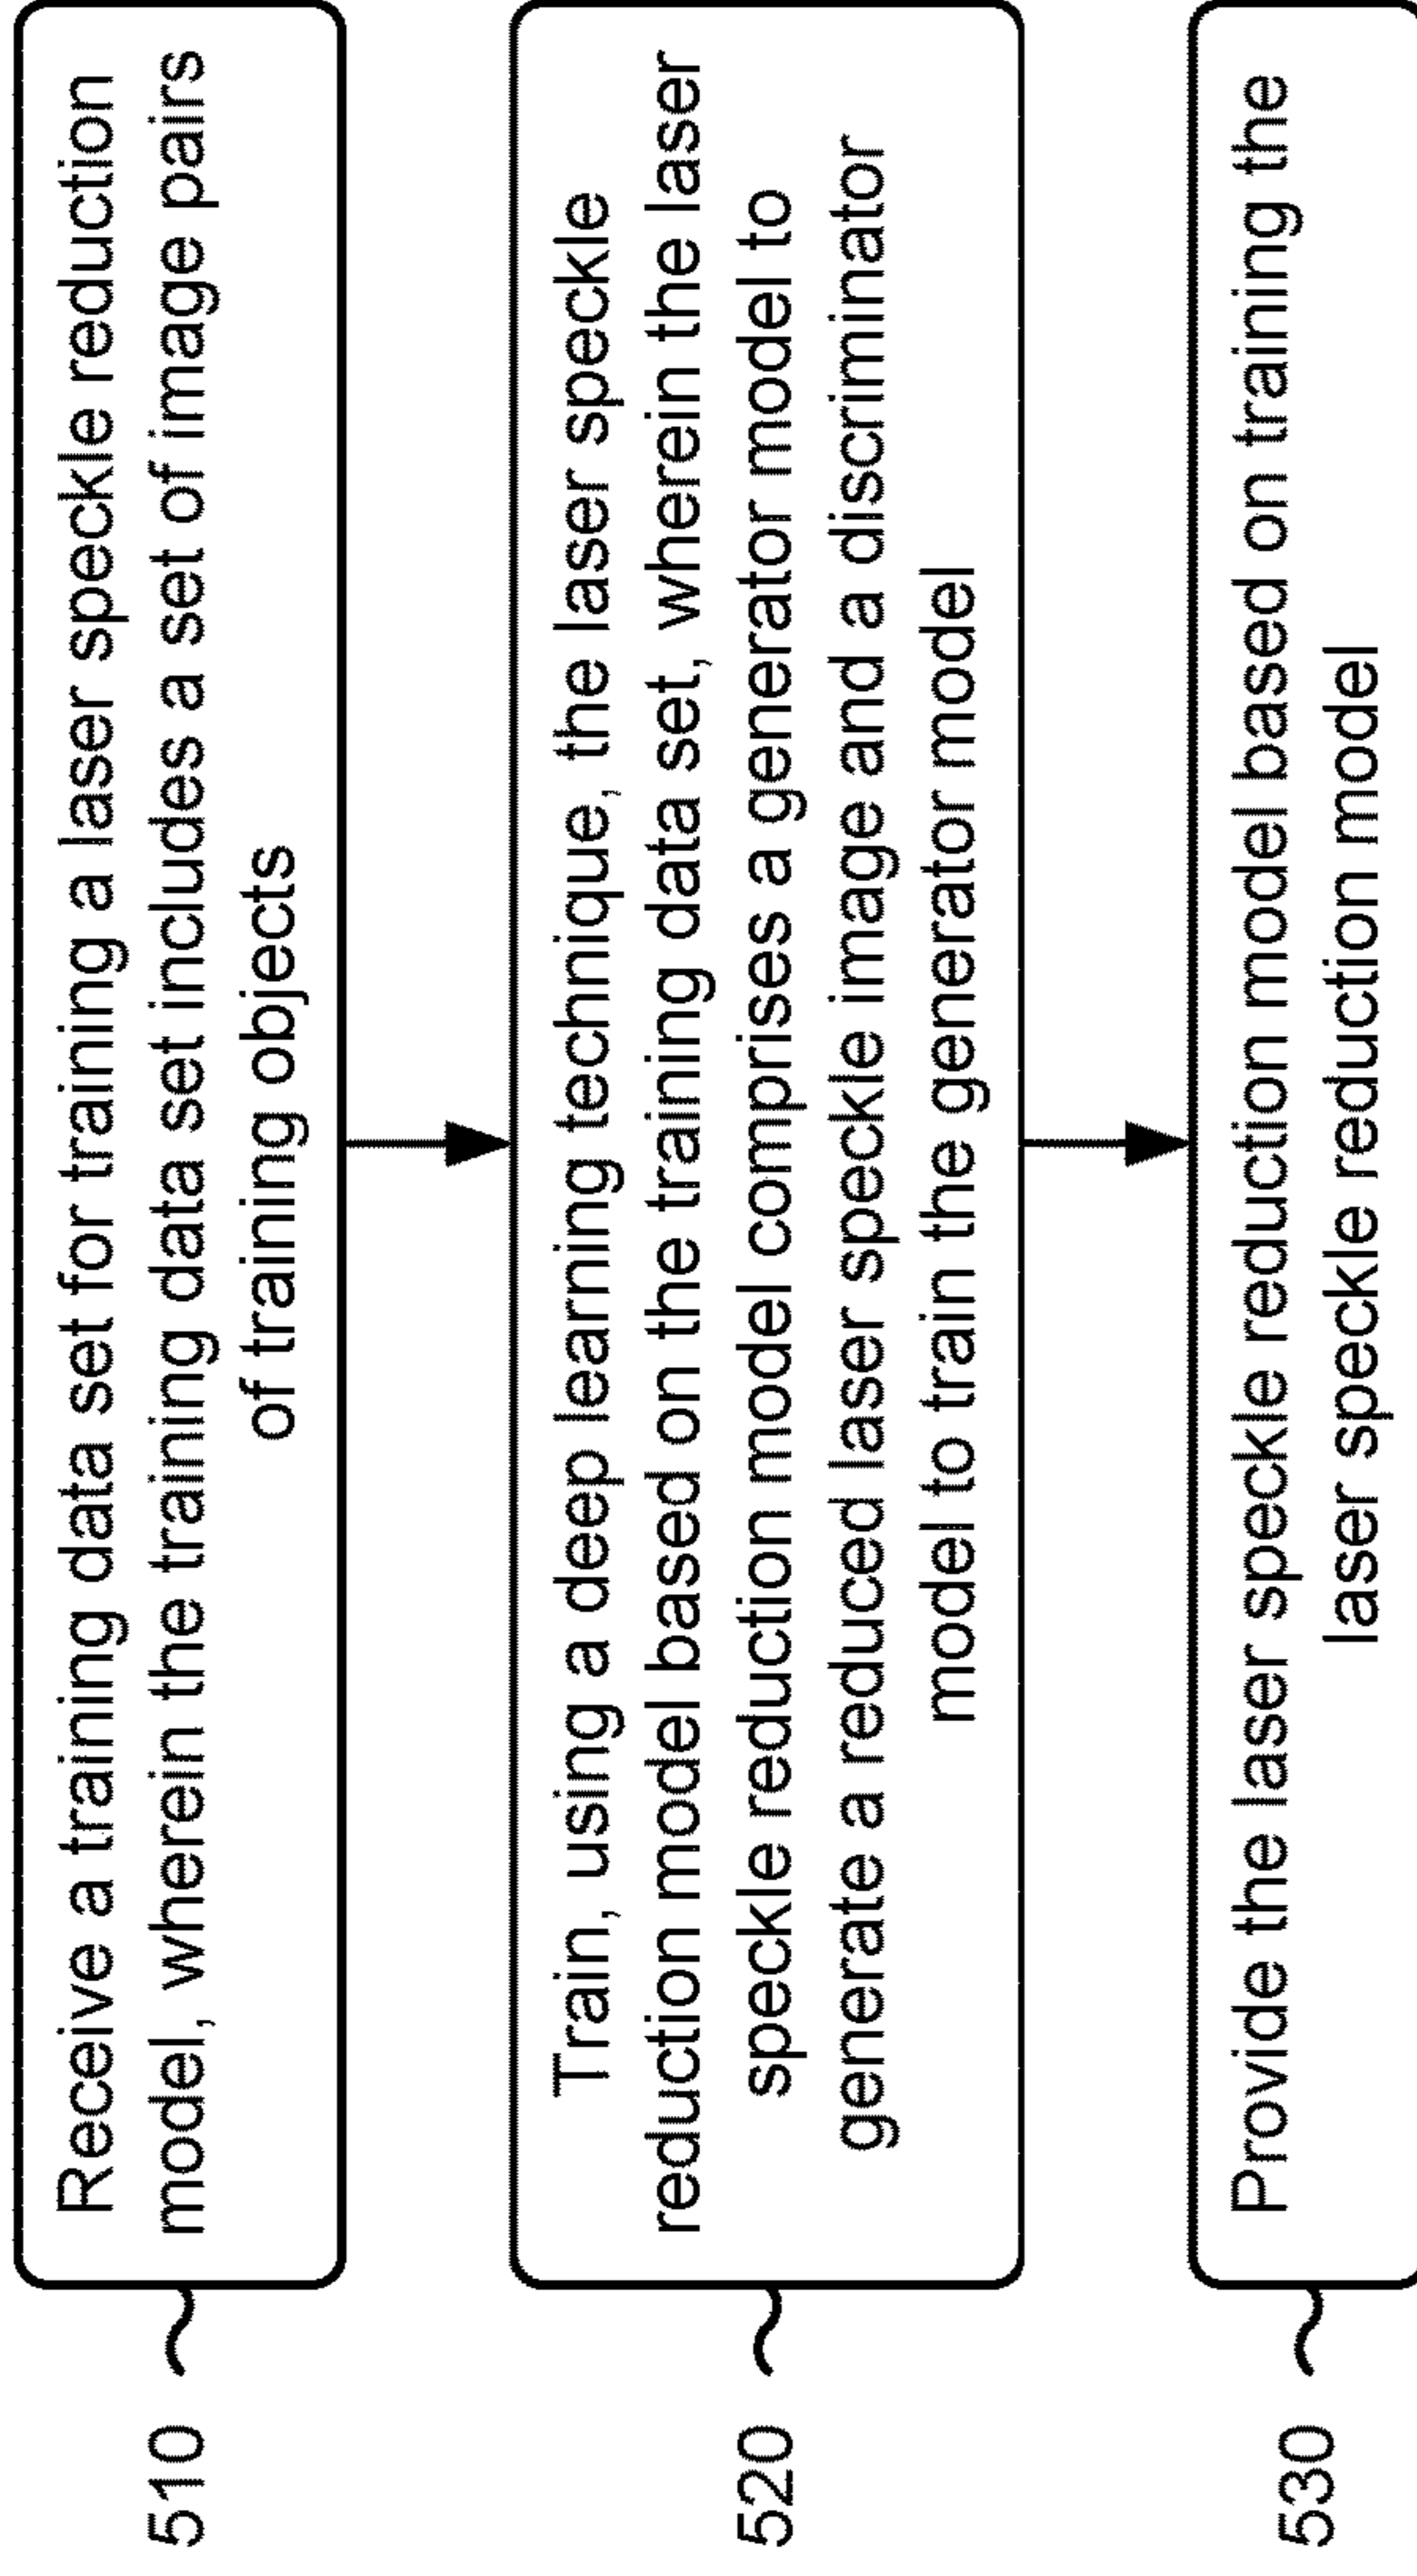 510
Receive a training data set for training a laser speckle reduction
model, wherein the training data set includes a set of image pairs
of training objects
520
Train, using a deep learning technique, the laser speckle
reduction model based on the training data set, wherein the laser
speckle reduction model comprises a generator model to
generate a reduced laser speckle image and a discriminator
model to train the generator model
530
Provide the laser speckle reduction model based on training the
laser speckle reduction model